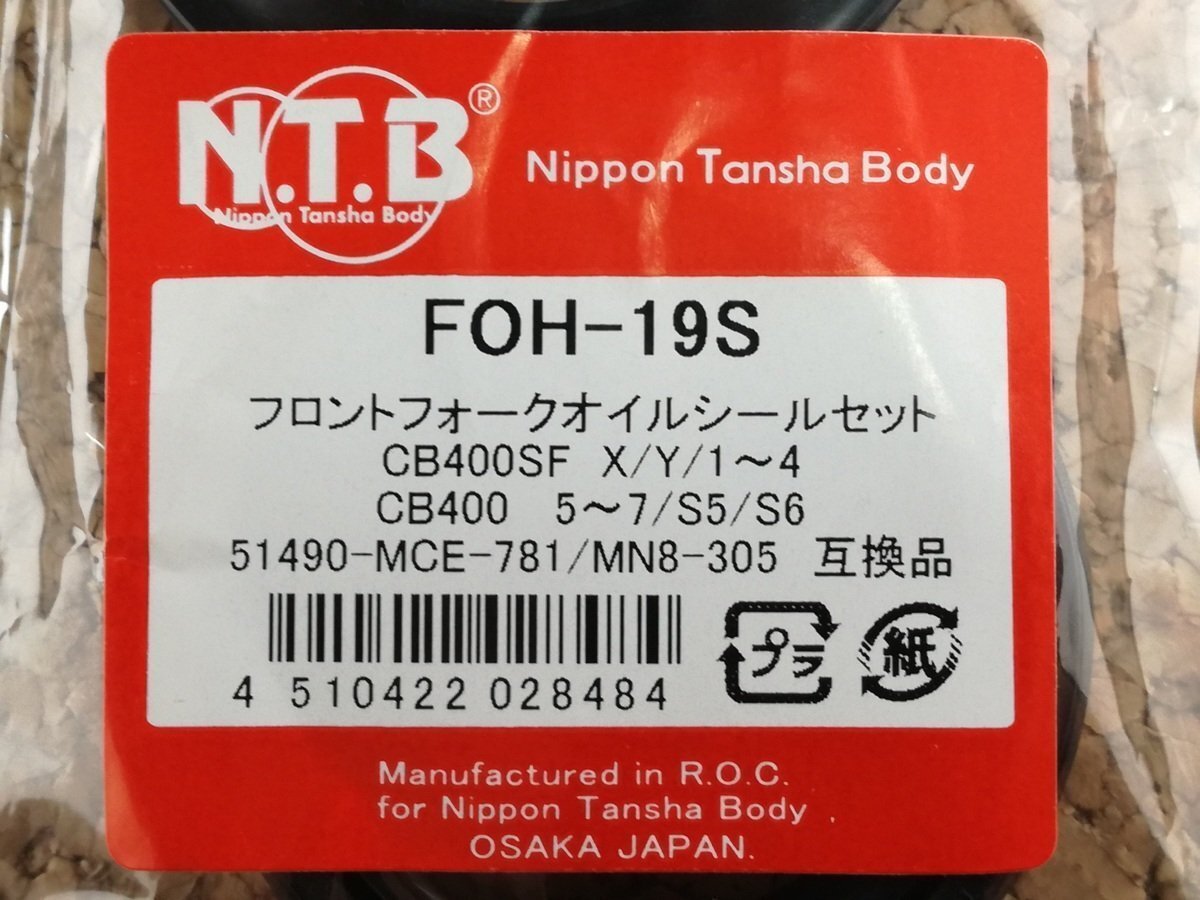 N.T.B®
Nippon Tansha Body
Nippon Tansha Body
FOH-19S
フロントフォークオイルシールセット
CB400SF X/Y/1～4
CB400 5～7/S5/S6
51490-MCE-781/MN8-305 互換品
プラ
紙
4 510422 028484
Manufactured in R.O.C.
for Nippon Tansha Body ,
OSAKA JAPAN.